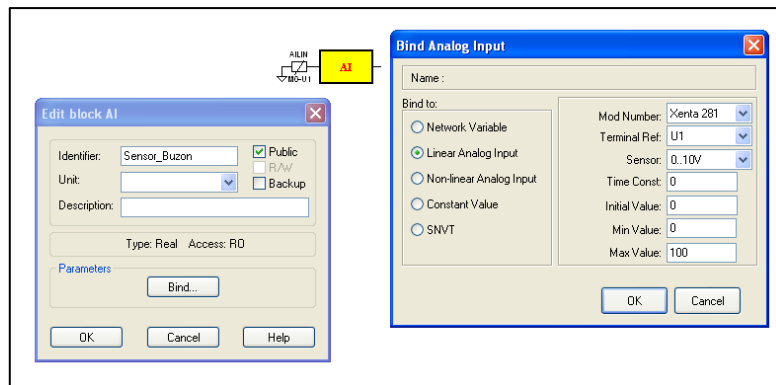 AILIN
M0-U1
AI
Edit block AI
Identifier: Sensor_Buzon
Public
R/W
Unit:
Backup
Description:
Type: Real Access: RO
Parameters
Bind...
OK Cancel Help
Bind Analog Input
Name :
Bind to:
Network Variable
Linear Analog Input
Non-linear Analog Input
Constant Value
SNVT
Mod Number: Xenta 281
Terminal Ref: U1
Sensor: 0..10V
Time Const: 0
Initial Value: 0
Min Value: 0
Max Value: 100
OK Cancel